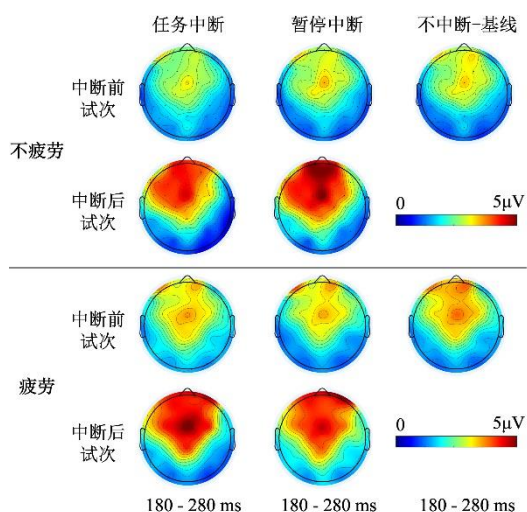 任务中断 暂停中断 不中断-基线
中断前
试次
不疲劳
中断后
试次
0 5μV
中断前
试次
疲劳
中断后
试次
0 5μV
180 - 280 ms 180 - 280 ms 180 - 280 ms